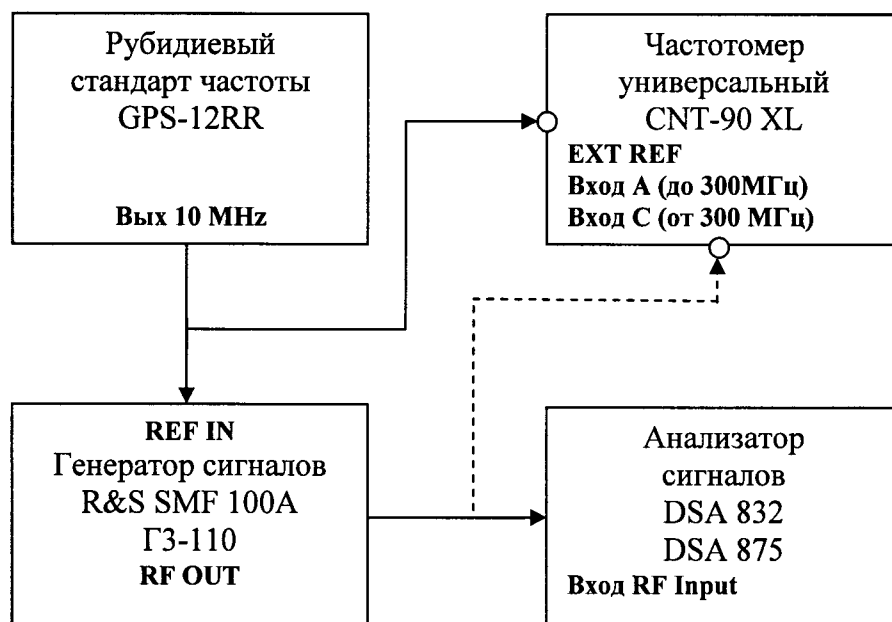 Рубидиевый
стандарт частоты
GPS-12RR
Вых 10 MHz
Частотомер
универсальный
CNT-90 XL
EXT REF
Вход А (до 300МГц)
Вход С (от 300 МГц)
REF IN
Генератор сигналов
R&S SMF 100A
Г3-110
RF OUT
Анализатор
сигналов
DSA 832
DSA 875
Вход RF Input